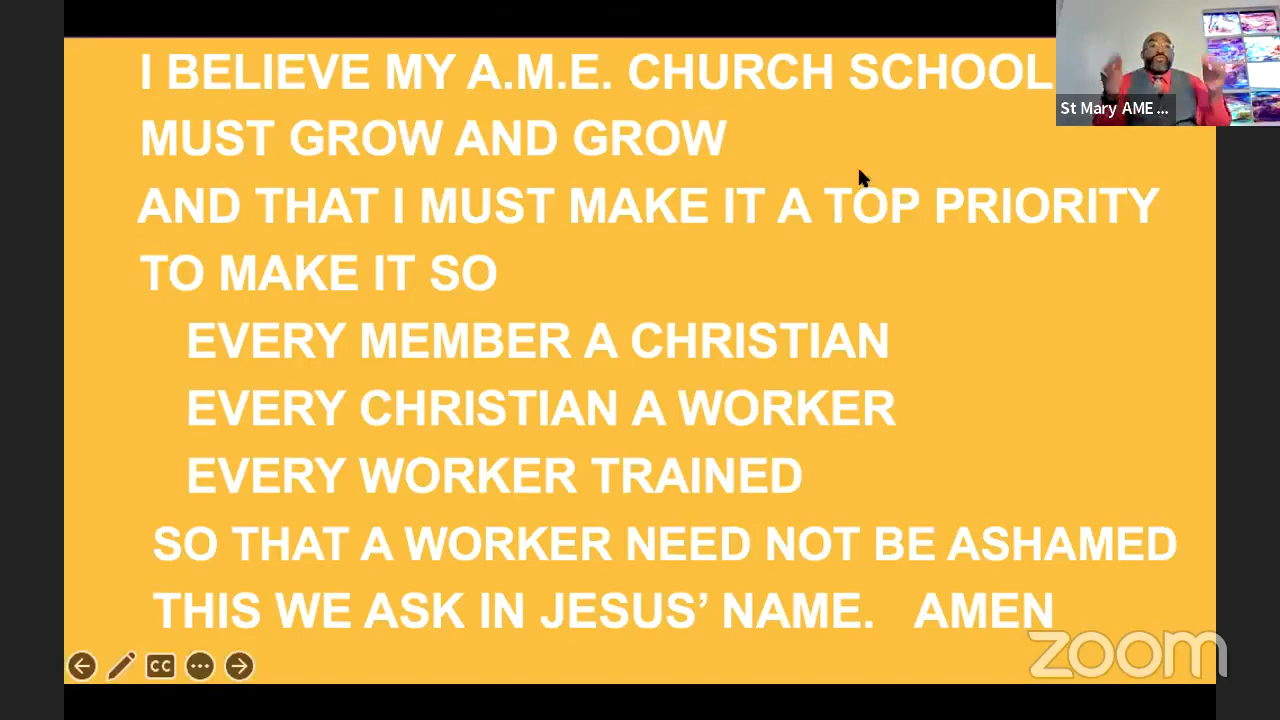 I BELIEVE MY A.M.E. CHURCH SCHOOL
MUST GROW AND GROW
AND THAT I MUST MAKE IT A TOP PRIORITY
TO MAKE IT SO
EVERY MEMBER A CHRISTIAN
EVERY CHRISTIAN A WORKER
EVERY WORKER TRAINED
SO THAT A WORKER NEED NOT BE ASHAMED
THIS WE ASK IN JESUS’ NAME. AMEN
St Mary AME ...
CC
zoom